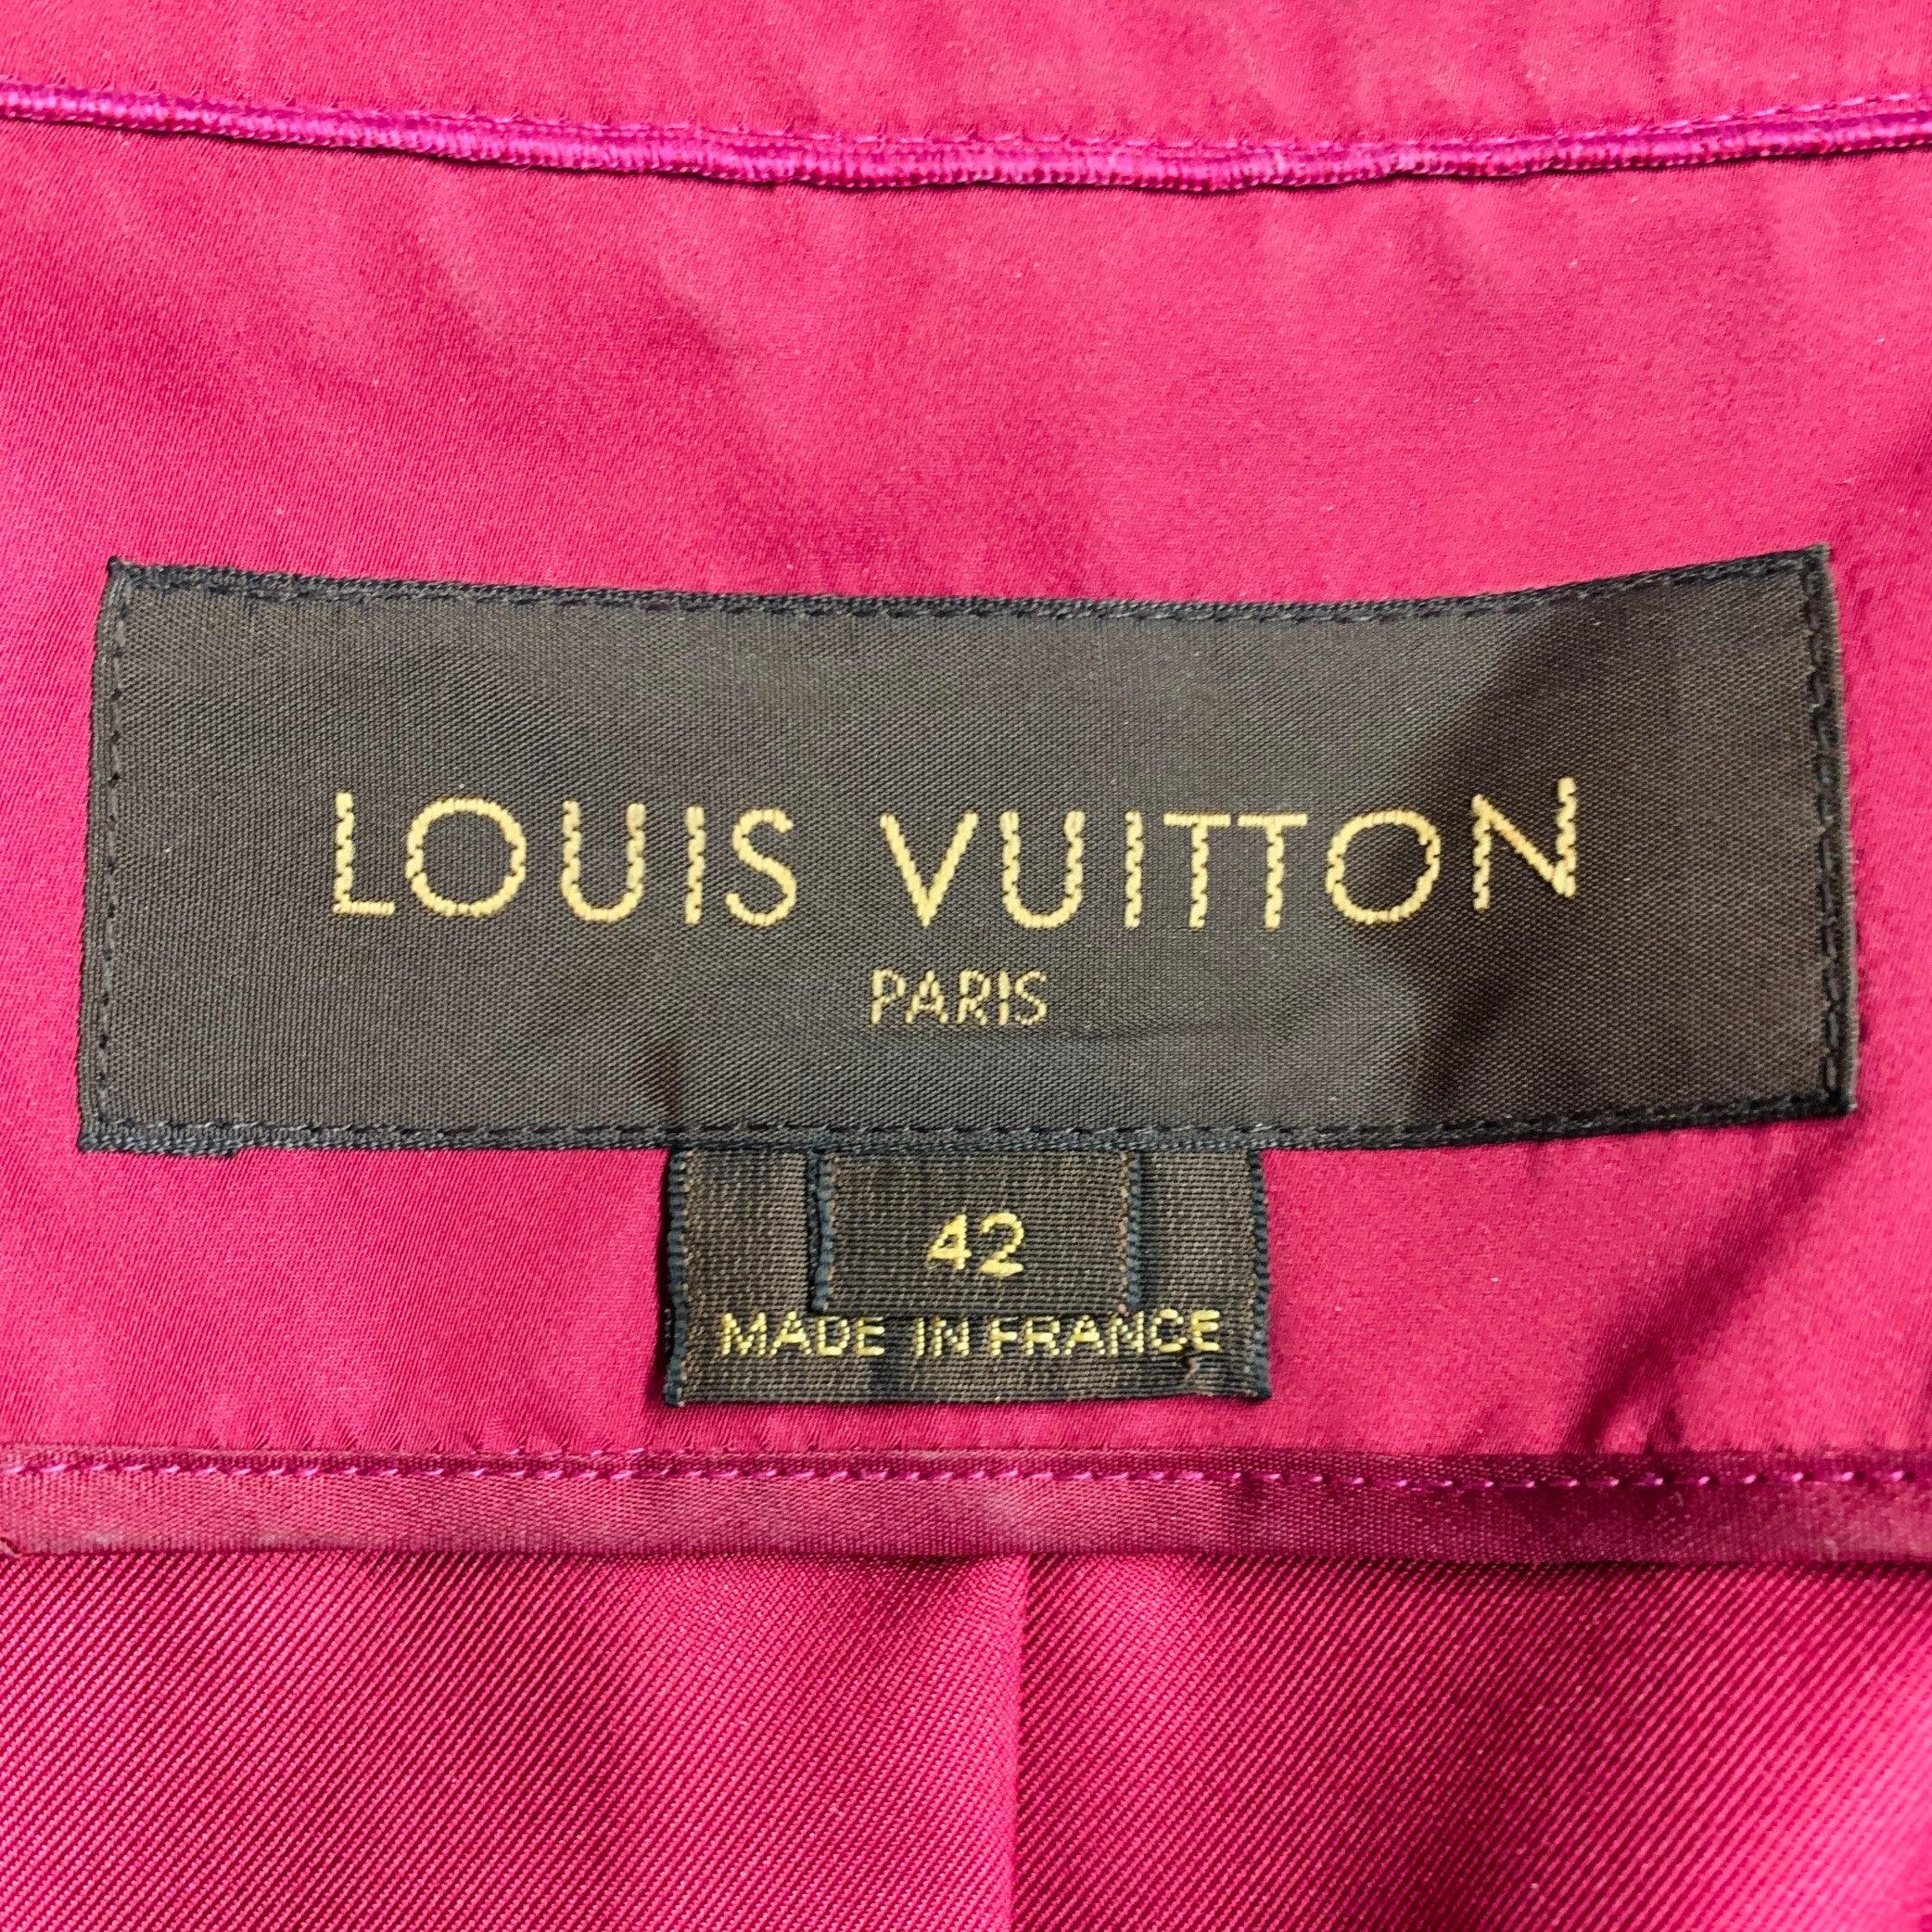 LOUIS VUITTON
PARIS
42
MADE IN FRANCE